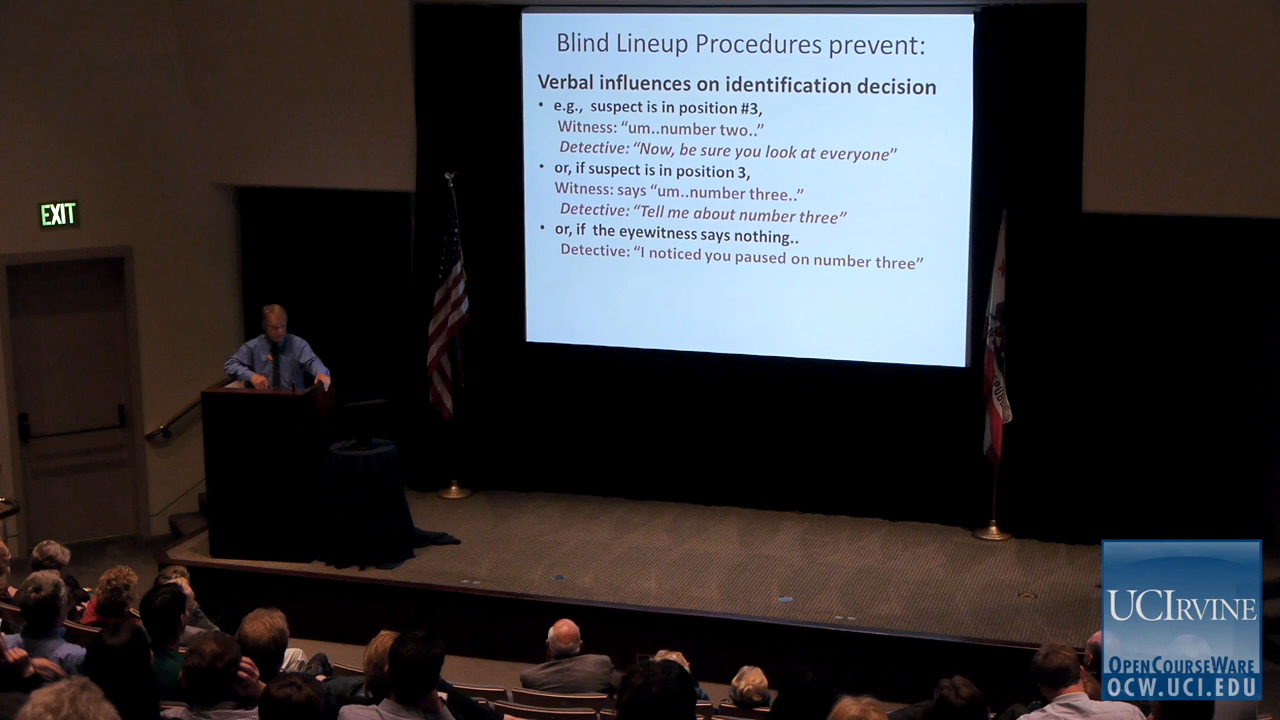 Blind Lineup Procedures prevent:
Verbal influences on identification decision
• e.g., suspect is in position #3,
Witness: “um..number two..”
Detective: “Now, be sure you look at everyone”
• or, if suspect is in position 3,
Witness: says “um..number three..”
Detective: “Tell me about number three”
• or, if the eyewitness says nothing..
Detective: “I noticed you paused on number three”
EXIT
UCIRVINE
OPENCOURSEWARE
OCW.UCI.EDU